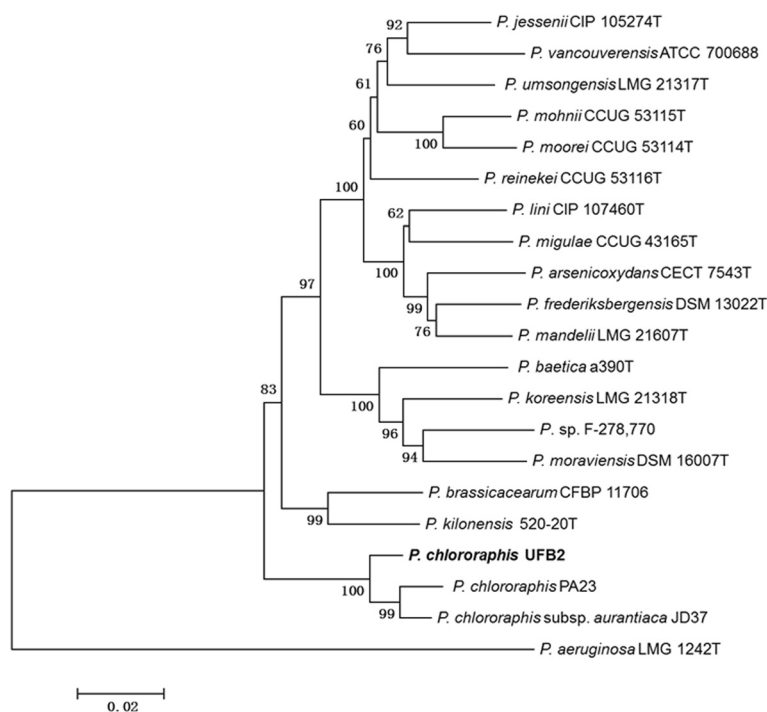 92
P. jessenii CIP 105274T
76
P. vancouverensis ATCC 700688
61
P. umsongensis LMG 21317T
60
P. mohnii CCUG 53115T
100
P. moorei CCUG 53114T
100
P. reinekei CCUG 53116T
62
P. lini CIP 107460T
P. migulae CCUG 43165T
100
P. arsenicoxydans CECT 7543T
97
99
P. frederiksbergensis DSM 13022T
76
P. mandelii LMG 21607T
P. baetica a390T
83
100
P. koreensis LMG 21318T
96
P. sp. F-278,770
94
P. moraviensis DSM 16007T
P. brassicacearum CFBP 11706
99
P. kilonensis 520-20T
P. chlororaphis UFB2
100
P. chlororaphis PA23
99
P. chlororaphis subsp. aurantiaca JD37
P. aeruginosa LMG 1242T
0.02